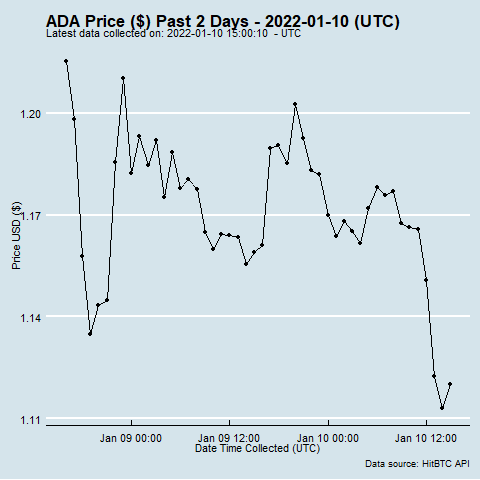 ADA Price ($) Past 2 Days - 2022-01-10 (UTC)
Latest data collected on: 2022-01-10 15:00:10 - UTC
1.20
1.17
1.14
1.11
Price USD ($)
Jan 09 00:00 Jan 09 12:00 Jan 10 00:00 Jan 10 12:00
Date Time Collected (UTC)
Data source: HitBTC API